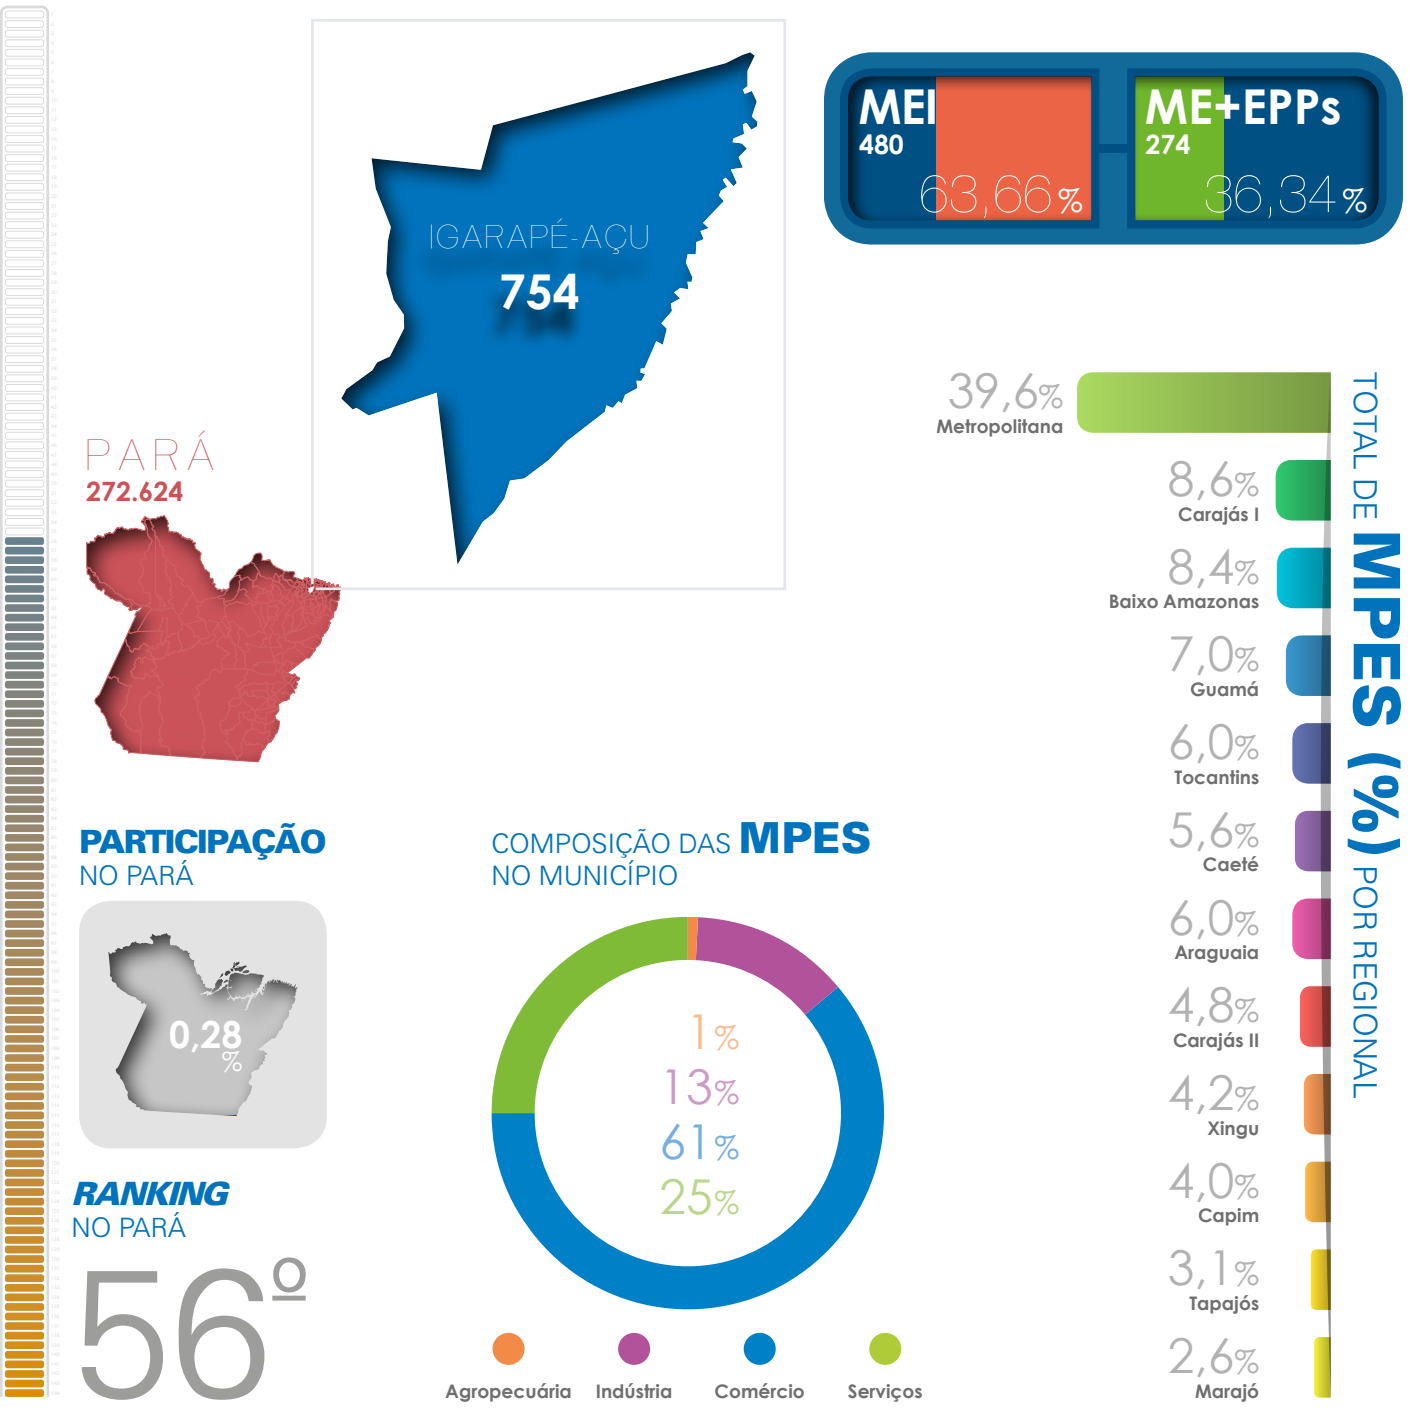 IGARAPÉ-AÇU
754
MEI
480
63,66%
ME+EPPs
274
36,34%
PARÁ
272.624
PARTICIPAÇÃO
NO PARÁ
0,28
%
RANKING
NO PARÁ
56º
COMPOSIÇÃO DAS MPES
NO MUNICÍPIO
1%
13%
61%
25%
Agropecuária
Indústria
Comércio
Serviços
TOTAL DE MPES (%) POR REGIONAL
39,6%
Metropolitana
8,6%
Carajás I
8,4%
Baixo Amazonas
7,0%
Guamá
6,0%
Tocantins
5,6%
Caeté
6,0%
Araguaia
4,8%
Carajás II
4,2%
Xingu
4,0%
Capim
3,1%
Tapajós
2,6%
Marajó